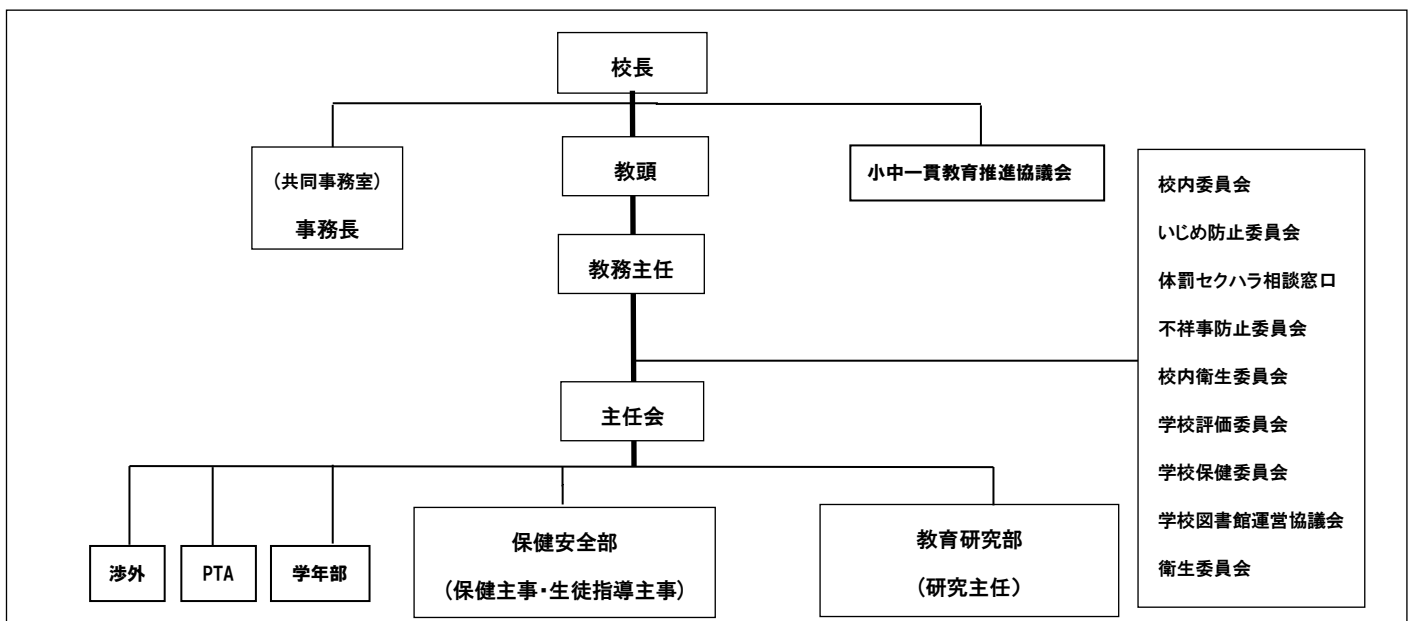 校長
(共同事務室)
事務長
教頭
小中一貫教育推進協議会
教務主任
校内委員会
いじめ防止委員会
体罰セクハラ相談窓口
不祥事防止委員会
校内衛生委員会
学校評価委員会
学校保健委員会
学校図書館運営協議会
衛生委員会
主任会
渉外
PTA
学年部
保健安全部
(保健主事・生徒指導主事)
教育研究部
(研究主任)